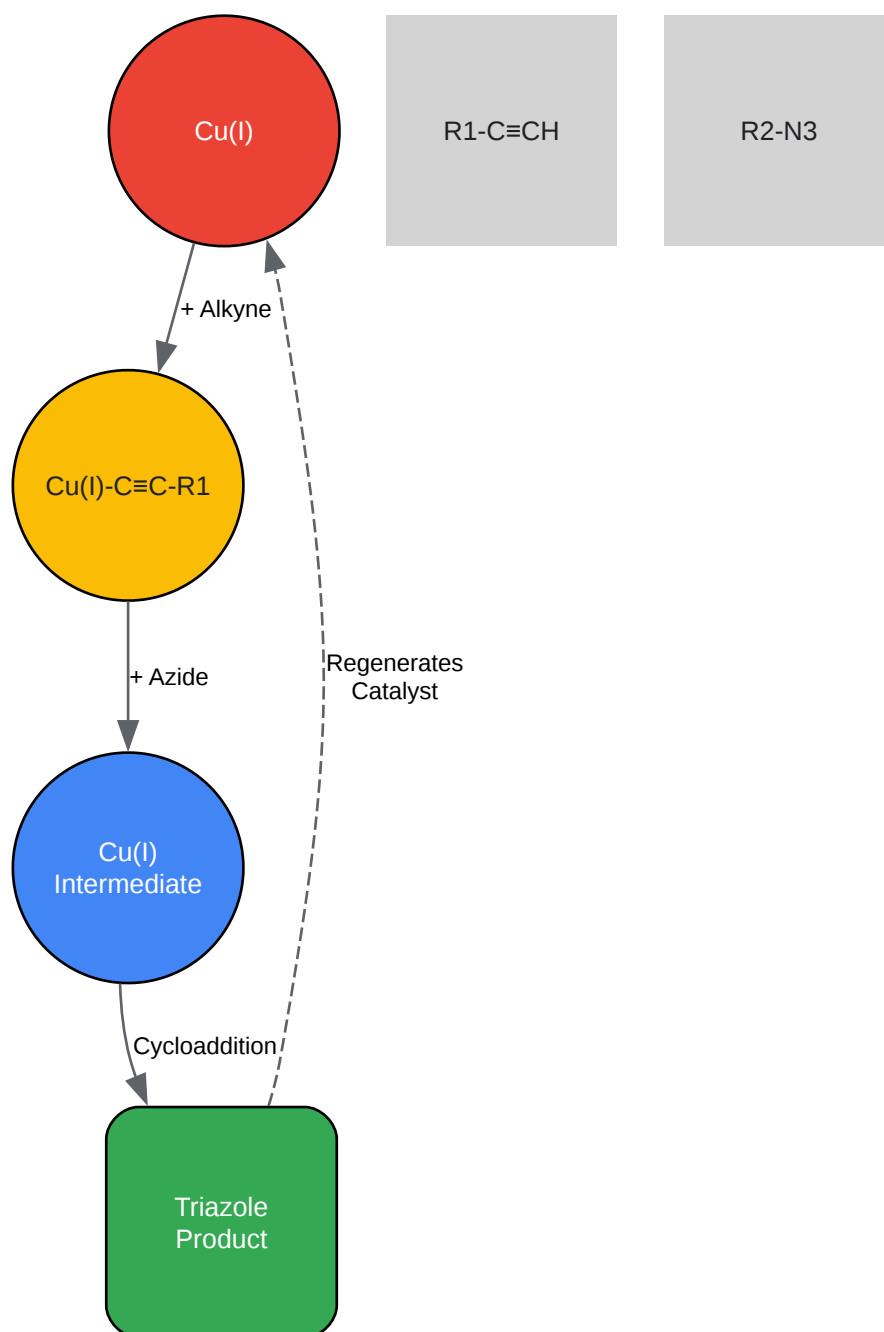 Cu(I)
R1-C≡CH
R2-N3
+ Alkyne
Cu(I)-C≡C-R1
Regenerates
Catalyst
+ Azide
Cu(I)
Intermediate
Cycloaddition
Triazole
Product